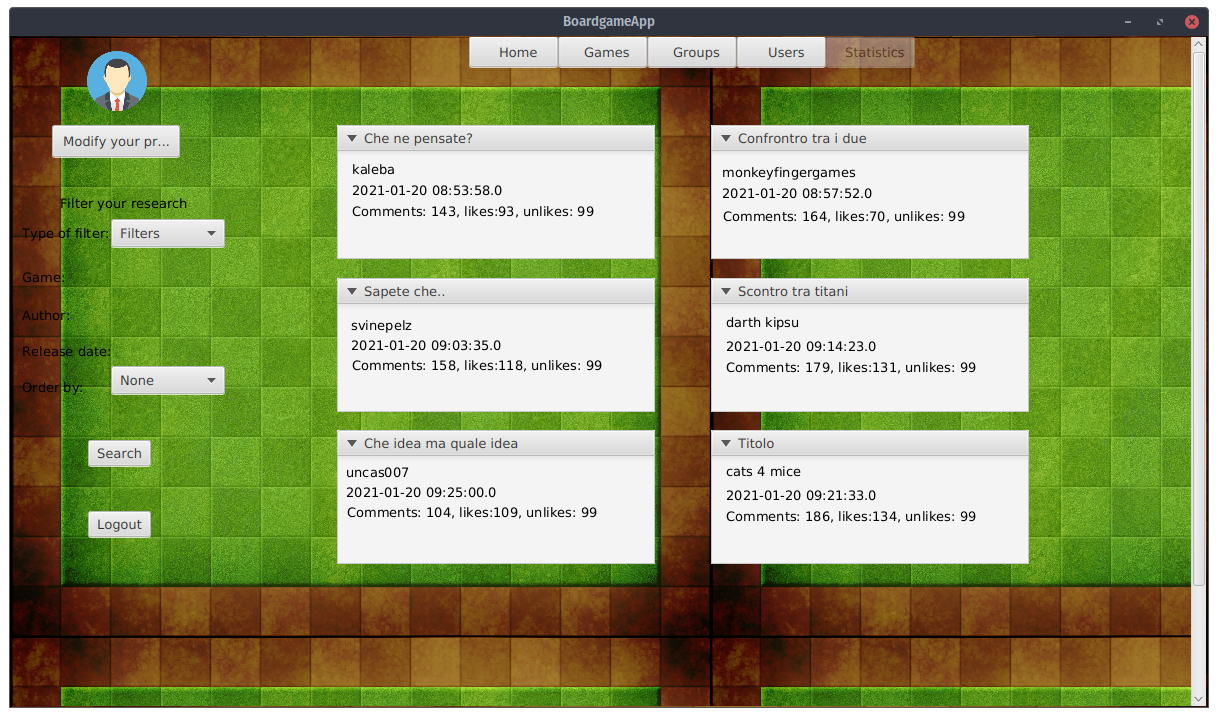 BoardgameApp
Home Games Groups Users Statistics
Modify your pr...
Filter your research
Type of filter: Filters
Game:
Author:
Release date:
Order by: None
Search
Logout
Che ne pensate?
kaleba
2021-01-20 08:53:58.0
Comments: 143, likes:93, unlikes: 99
Confrontro tra i due
monkeyfingergames
2021-01-20 08:57:52.0
Comments: 164, likes:70, unlikes: 99
Sapete che..
svinepelz
2021-01-20 09:03:35.0
Comments: 158, likes:118, unlikes: 99
Scontro tra titani
darth kipsu
2021-01-20 09:14:23.0
Comments: 179, likes:131, unlikes: 99
Che idea ma quale idea
uncas007
2021-01-20 09:25:00.0
Comments: 104, likes:109, unlikes: 99
Titolo
cats 4 mice
2021-01-20 09:21:33.0
Comments: 186, likes:134, unlikes: 99